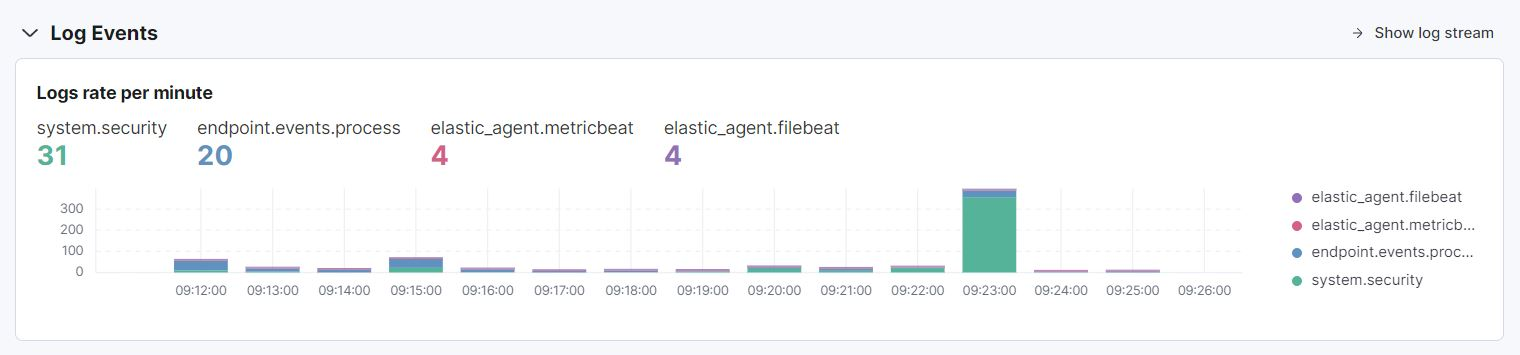 Log Events
Show log stream
Logs rate per minute
system.security endpoint.events.process elastic_agent.metricbeat elastic_agent.filebeat
31 20 4 4
300
200
100
0
09:12:00 09:13:00 09:14:00 09:15:00 09:16:00 09:17:00 09:18:00 09:19:00 09:20:00 09:21:00 09:22:00 09:23:00 09:24:00 09:25:00 09:26:00
elastic_agent.filebeat
elastic_agent.metricb...
endpoint.events.proc...
system.security